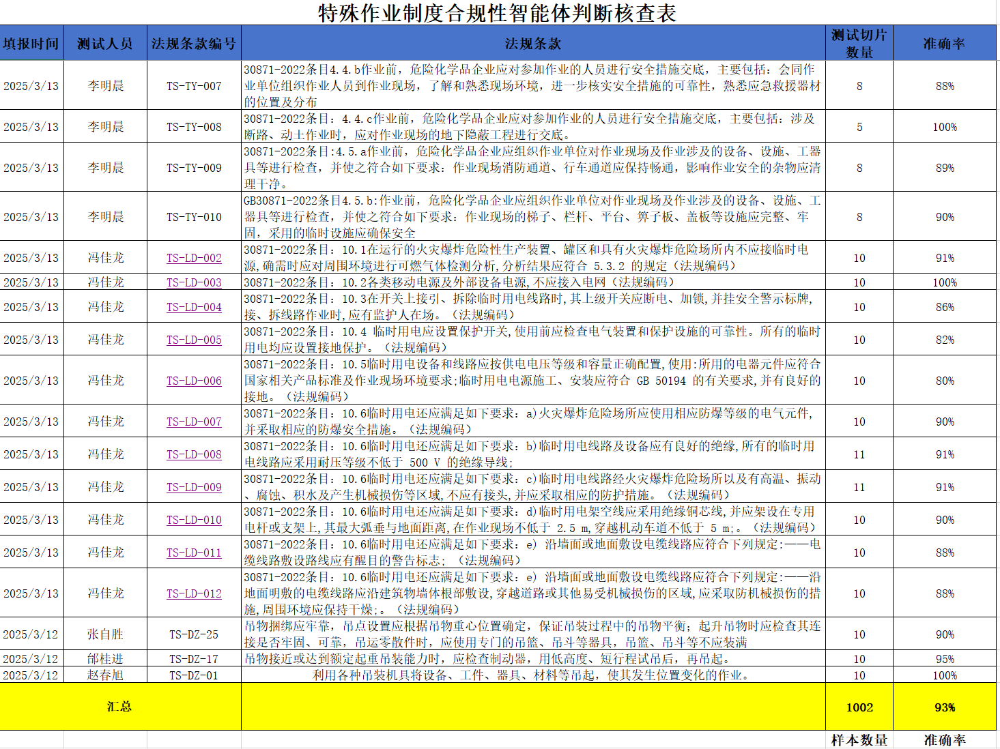 特殊作业制度合规性智能体判断核查表
填报时间 测试人员 法规条款编号 法规条款 测试切片数量 准确率
2025/3/13 李明晨 TS-TY-007 30871-2022条目4.4.b作业前，危险化学品企业应对参加作业的人员进行安全措施交底，主要包括：会同作
业单位组织作业人员到作业现场，了解和熟悉现场环境，进一步核实安全措施的可靠性，熟悉应急救援器材
的位置及分布 8 88%
2025/3/13 李明晨 TS-TY-008 30871-2022条目：4.4.c作业前，危险化学品企业应对参加作业的人员进行安全措施交底，主要包括：涉及
断路、动土作业时，应对作业现场的地下隐蔽工程进行交底。 5 100%
2025/3/13 李明晨 TS-TY-009 30871-2022条目:4.5.a作业前，危险化学品企业应组织作业单位对作业现场及作业涉及的设备、设施、工器
具等进行检查，并使之符合如下要求：作业现场消防通道、行车通道应保持畅通，影响作业安全的杂物应清
理干净。 8 89%
2025/3/13 李明晨 TS-TY-010 GB30871-2022条目4.5.b:作业前，危险化学品企业应组织作业单位对作业现场及作业涉及的设备、设施、工
器具等进行检查，并使之符合如下要求：作业现场的梯子、栏杆、平台、箅子板、盖板等设施应完整、牢
固，采用的临时设施应确保安全 8 90%
2025/3/13 冯佳龙 TS-LD-002 30871-2022条目：10.1在运行的火灾爆炸危险性生产装置、罐区和具有火灾爆炸危险场所内不应接临时电
源,确需时应对周围环境进行可燃气体检测分析,分析结果应符合 5.3.2 的规定（法规编码） 10 91%
2025/3/13 冯佳龙 TS-LD-003 30871-2022条目：10.2各类移动电源及外部设备电源,不应接入电网（法规编码） 10 100%
2025/3/13 冯佳龙 TS-LD-004 30871-2022条目：10.3在开关上接引、拆除临时用电线路时,其上级开关应断电、加锁,并挂安全警示标牌,
接、拆线路作业时,应有监护人在场。（法规编码） 10 86%
2025/3/13 冯佳龙 TS-LD-005 30871-2022条目：10.4 临时用电应设置保护开关,使用前应检查电气装置和保护设施的可靠性。所有的临时
用电均应设置接地保护。（法规编码） 10 82%
2025/3/13 冯佳龙 TS-LD-006 30871-2022条目：10.5临时用电设备和线路应按供电电压等级和容量正确配置,使用:所用的电器元件应符合
国家相关产品标准及作业现场环境要求;临时用电电源施工、安装应符合 GB 50194 的有关要求,并有良好的
接地。（法规编码） 10 80%
2025/3/13 冯佳龙 TS-LD-007 30871-2022条目：10.6临时用电还应满足如下要求：a)火灾爆炸危险场所应使用相应防爆等级的电气元件,
并采取相应的防爆安全措施。（法规编码） 10 90%
2025/3/13 冯佳龙 TS-LD-008 30871-2022条目：10.6临时用电还应满足如下要求：b)临时用电线路及设备应有良好的绝缘,所有的临时用
电线路应采用耐压等级不低于 500 V 的绝缘导线; 11 91%
2025/3/13 冯佳龙 TS-LD-009 30871-2022条目：10.6临时用电还应满足如下要求：c)临时用电线路经火灾爆炸危险场所以及有高温、振动
、腐蚀、积水及产生机械损伤等区域,不应有接头,并应采取相应的防护措施。（法规编码） 11 91%
2025/3/13 冯佳龙 TS-LD-010 30871-2022条目：10.6临时用电还应满足如下要求：d)临时用电架空线应采用绝缘铜芯线,并应架设在专用
电杆或支架上,其最大弧垂与地面距离,在作业现场不低于 2.5 m,穿越机动车道不低于 5 m;。（法规编码） 10 90%
2025/3/13 冯佳龙 TS-LD-011 30871-2022条目：10.6临时用电还应满足如下要求：e) 沿墙面或地面敷设电缆线路应符合下列规定:——电
缆线路敷设路线应有醒目的警告标志; （法规编码） 10 88%
2025/3/13 冯佳龙 TS-LD-012 30871-2022条目：10.6临时用电还应满足如下要求：e) 沿墙面或地面敷设电缆线路应符合下列规定:——沿
地面明敷的电缆线路应沿建筑物墙体根部敷设,穿越道路或其他易受机械损伤的区域,应采取防机械损伤的措
施,周围环境应保持干燥;。（法规编码） 10 88%
2025/3/12 张自胜 TS-DZ-25 吊物捆绑应牢靠，吊点设置应根据吊物重心位置确定，保证吊装过程中的吊物平衡；起升吊物时应检查其连
接是否牢固、可靠，吊运零散件时，应使用专门的吊篮、吊斗等器具，吊篮、吊斗等不应装满 10 90%
2025/3/12 邰桂进 TS-DZ-17 吊物接近或达到额定起重吊装能力时，应检查制动器，用低高度、短行程试吊后，再吊起。 10 95%
2025/3/12 赵春旭 TS-DZ-01 利用各种吊装机具将设备、工件、器具、材料等吊起，使其发生位置变化的作业。 10 100%
汇总 1002 93%
样本数量 准确率